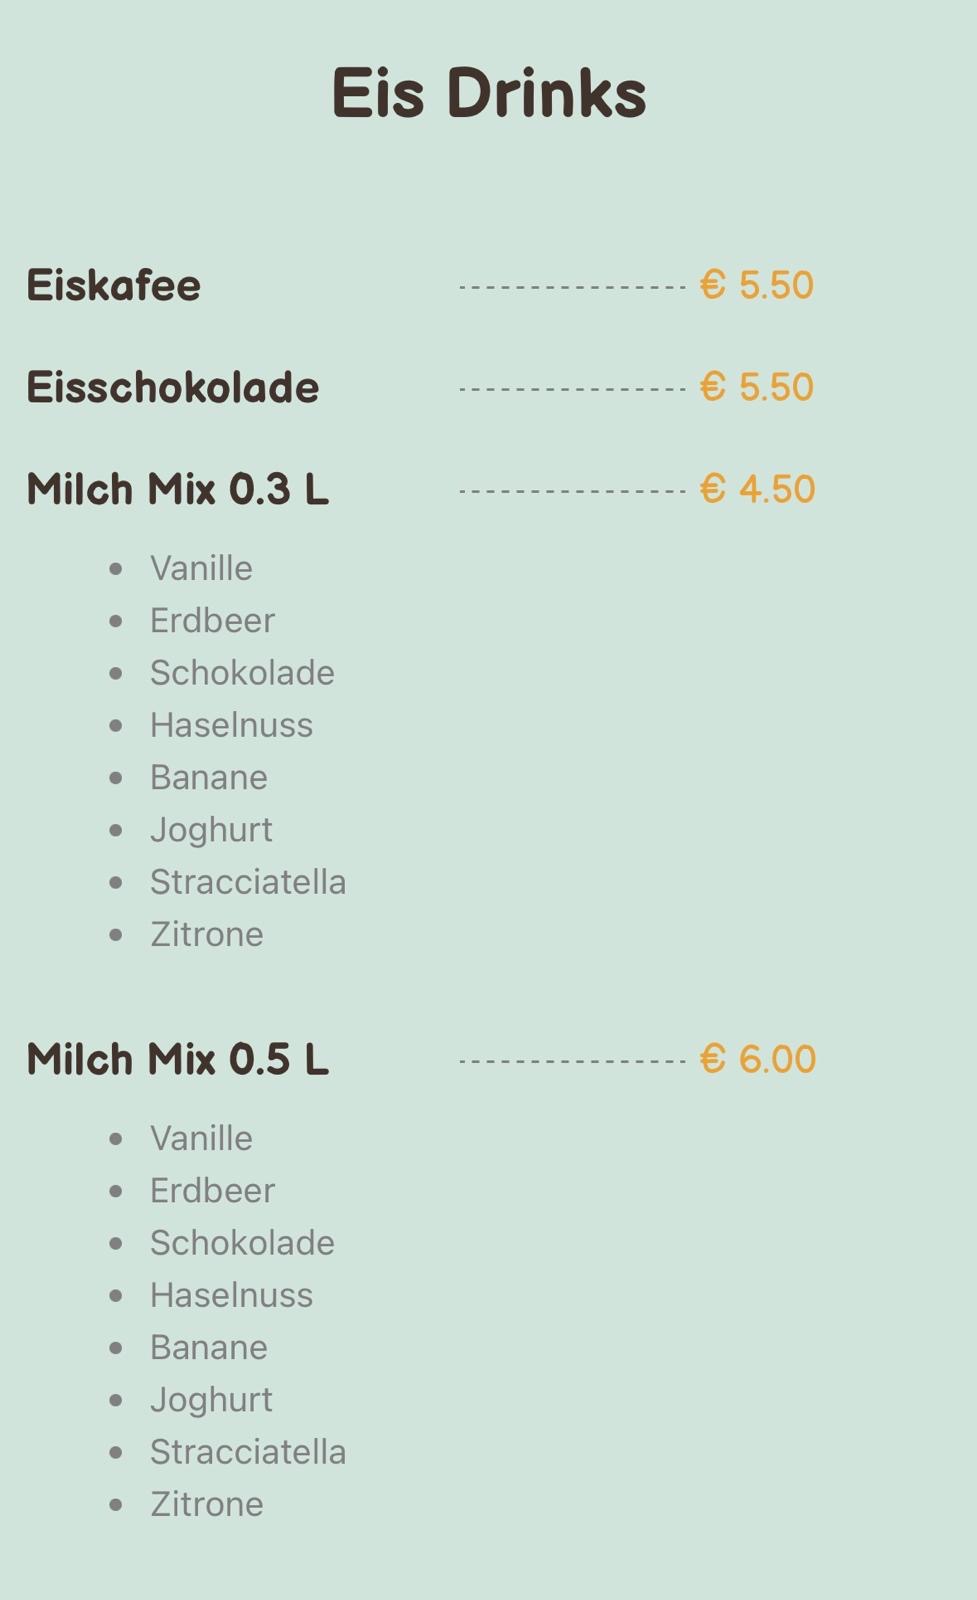 Eis Drinks
Eiskafee € 5.50
Eisschokolade € 5.50
Milch Mix 0.3 L € 4.50
• Vanille
• Erdbeer
• Schokolade
• Haselnuss
• Banane
• Joghurt
• Stracciatella
• Zitrone
Milch Mix 0.5 L € 6.00
• Vanille
• Erdbeer
• Schokolade
• Haselnuss
• Banane
• Joghurt
• Stracciatella
• Zitrone